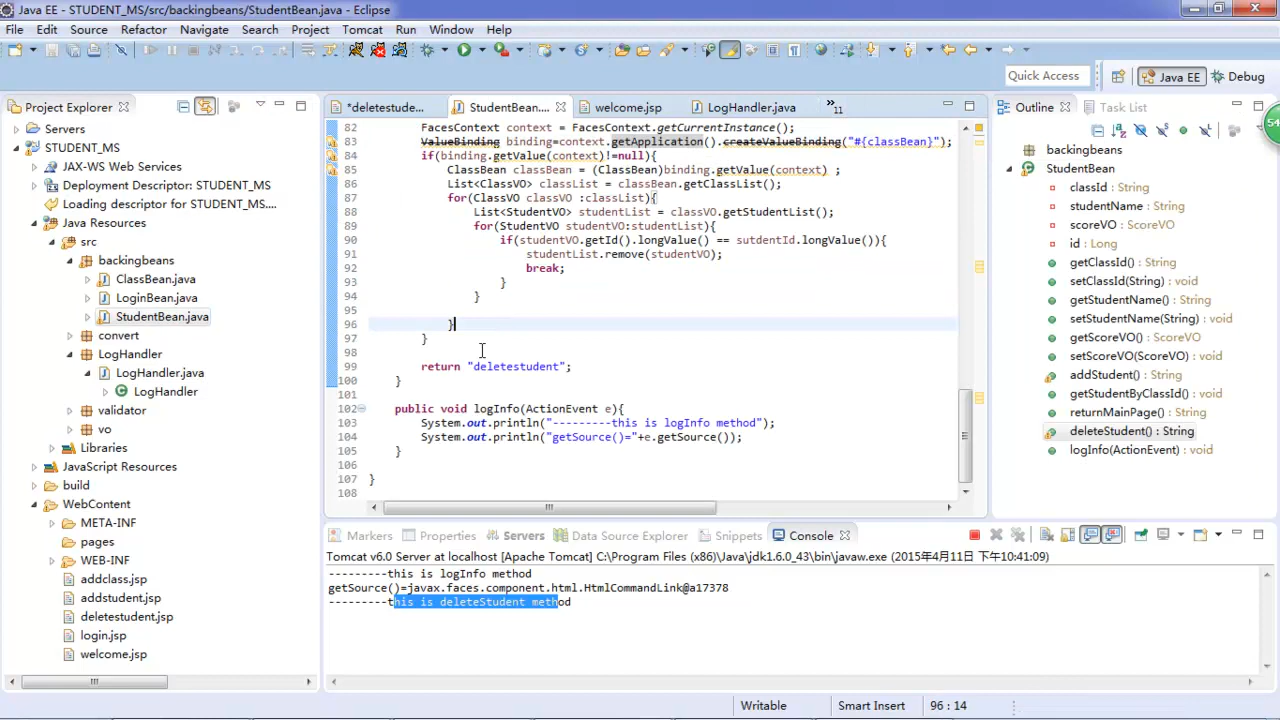 Java EE - STUDENT_MS/src/backingbeans/StudentBean.java - Eclipse
File Edit Source Refactor Navigate Search Project Tomcat Run Window Help
Quick Access
Java EE
Debug
Project Explorer
*deletestude...
StudentBean....
welcome.jsp
LogHandler.java
»11
Outline
Task List
54
Servers
STUDENT_MS
JAX-WS Web Services
Deployment Descriptor: STUDENT_MS
Loading descriptor for STUDENT_MS....
Java Resources
src
backingbeans
ClassBean.java
LoginBean.java
StudentBean.java
convert
LogHandler
LogHandler.java
LogHandler
validator
vo
Libraries
JavaScript Resources
build
WebContent
META-INF
pages
WEB-INF
addclass.jsp
addstudent.jsp
deletestudent.jsp
login.jsp
welcome.jsp
82 FacesContext context = FacesContext.getCurrentInstance();
83 ValueBinding binding=context.getApplication().createValueBinding("#{classBean}");
84 if(binding.getValue(context)!=null){
85 ClassBean classBean = (ClassBean)binding.getValue(context) ;
86 List<ClassVO> classList = classBean.getClassList();
87 for(ClassVO classVO :classList){
88 List<StudentVO> studentList = classVO.getStudentList();
89 for(StudentVO studentVO:studentList){
90 if(studentVO.getId().longValue() == sutdentId.longValue()){
91 studentList.remove(studentVO);
92 break;
93 }
94 }
95
96 }
97 }
98
99 return "deletestudent";
100 }
101
102 public void logInfo(ActionEvent e){
103 System.out.println("---------this is logInfo method");
104 System.out.println("getSource()="+e.getSource());
105 }
106
107 }
108
backingbeans
StudentBean
classId : String
studentName : String
scoreVO : ScoreVO
id : Long
getClassId() : String
setClassId(String) : void
getStudentName() : String
setStudentName(String) : void
getScoreVO() : ScoreVO
setScoreVO(ScoreVO) : void
addStudent() : String
getStudentByClassId() : String
returnMainPage() : String
deleteStudent() : String
logInfo(ActionEvent) : void
Markers
Properties
Servers
Data Source Explorer
Snippets
Console
Tomcat v6.0 Server at localhost [Apache Tomcat] C:\Program Files (x86)\Java\jdk1.6.0_43\bin\javaw.exe (2015年4月11日 下午10:41:09)
---------this is logInfo method
getSource()=javax.faces.component.html.HtmlCommandLink@a17378
---------this is deleteStudent method
Writable
Smart Insert
96 : 14